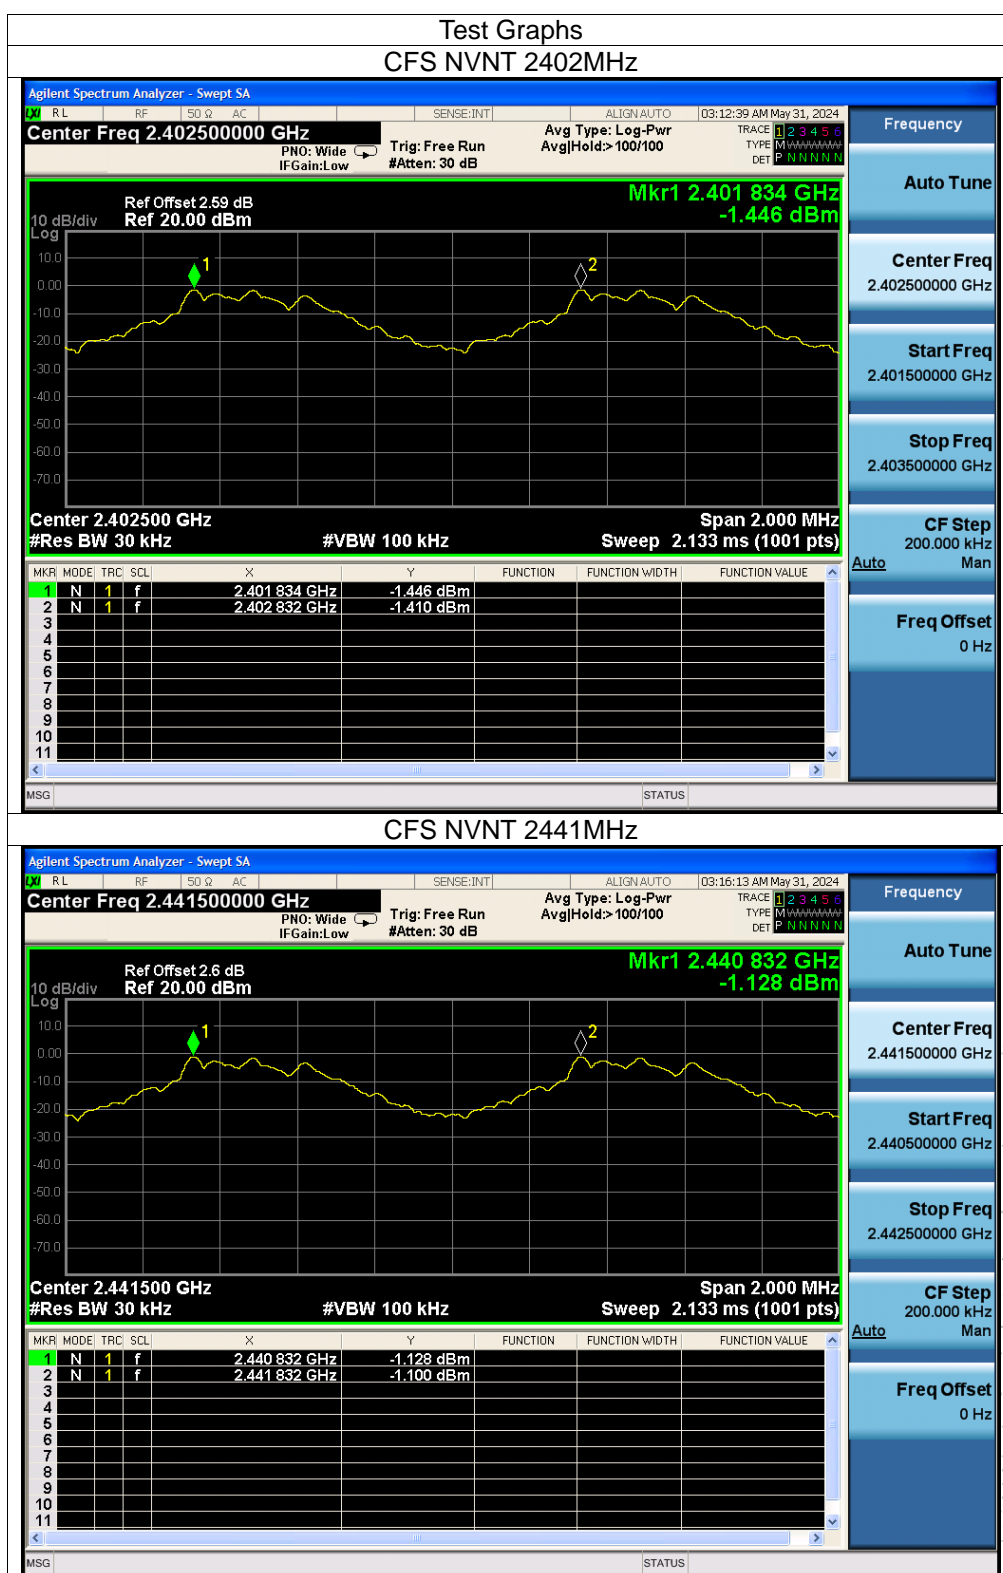 Test Graphs
CFS NVNT 2402MHz
Agilent Spectrum Analyzer - Swept SA
LXI RL RF 50 Ω AC SENSE:INT ALIGN AUTO 03:12:39 AM May 31, 2024
Center Freq 2.402500000 GHz
PNO: Wide
IFGain:Low
Trig: Free Run
#Atten: 30 dB
Avg Type: Log-Pwr
Avg|Hold:> 100/100
TRACE 1 2 3 4 5 6
TYPE M WWWWW
DET P N N N N N
Ref Offset 2.59 dB
Ref 20.00 dBm
10 dB/div
Log
Mkr1 2.401 834 GHz
-1.446 dBm
10.0
0.00
-10.0
-20.0
-30.0
-40.0
-50.0
-60.0
-70.0
1
2
Center 2.402500 GHz
Span 2.000 MHz
#Res BW 30 kHz
#VBW 100 kHz
Sweep 2.133 ms (1001 pts)
MKR MODE TRC SCL X Y FUNCTION FUNCTION WIDTH FUNCTION VALUE
1 N 1 f 2.401 834 GHz -1.446 dBm
2 N 1 f 2.402 832 GHz -1.410 dBm
3
4
5
6
7
8
9
10
11
MSG STATUS
Frequency
Auto Tune
Center Freq
2.402500000 GHz
Start Freq
2.401500000 GHz
Stop Freq
2.403500000 GHz
CF Step
200.000 kHz
Auto Man
Freq Offset
0 Hz
CFS NVNT 2441MHz
Agilent Spectrum Analyzer - Swept SA
LXI RL RF 50 Ω AC SENSE:INT ALIGN AUTO 03:16:13 AM May 31, 2024
Center Freq 2.441500000 GHz
PNO: Wide
IFGain:Low
Trig: Free Run
#Atten: 30 dB
Avg Type: Log-Pwr
Avg|Hold:> 100/100
TRACE 1 2 3 4 5 6
TYPE M WWWWW
DET P N N N N N
Ref Offset 2.6 dB
Ref 20.00 dBm
10 dB/div
Log
Mkr1 2.440 832 GHz
-1.128 dBm
10.0
0.00
-10.0
-20.0
-30.0
-40.0
-50.0
-60.0
-70.0
1
2
Center 2.441500 GHz
Span 2.000 MHz
#Res BW 30 kHz
#VBW 100 kHz
Sweep 2.133 ms (1001 pts)
MKR MODE TRC SCL X Y FUNCTION FUNCTION WIDTH FUNCTION VALUE
1 N 1 f 2.440 832 GHz -1.128 dBm
2 N 1 f 2.441 832 GHz -1.100 dBm
3
4
5
6
7
8
9
10
11
MSG STATUS
Frequency
Auto Tune
Center Freq
2.441500000 GHz
Start Freq
2.440500000 GHz
Stop Freq
2.442500000 GHz
CF Step
200.000 kHz
Auto Man
Freq Offset
0 Hz